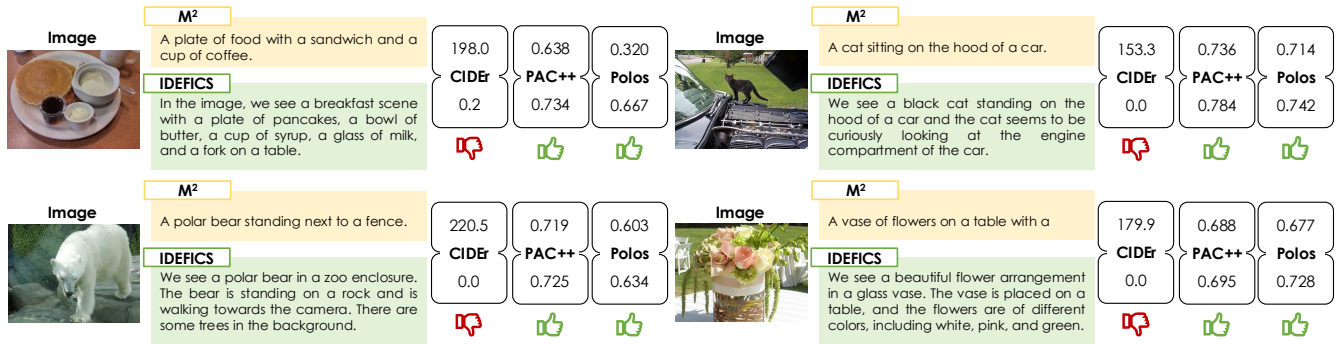 Image
M²
A plate of food with a sandwich and a
cup of coffee.
IDEFICS
In the image, we see a breakfast scene
with a plate of pancakes, a bowl of
butter, a cup of syrup, a glass of milk,
and a fork on a table.
198.0
CIDEr
0.2
0.638
PAC++
0.734
0.320
Polos
0.667
Image
M²
A cat sitting on the hood of a car.
IDEFICS
We see a black cat standing on the
hood of a car and the cat seems to be
curiously looking at the engine
compartment of the car.
153.3
CIDEr
0.0
0.736
PAC++
0.784
0.714
Polos
0.742
Image
M²
A polar bear standing next to a fence.
IDEFICS
We see a polar bear in a zoo enclosure.
The bear is standing on a rock and is
walking towards the camera. There are
some trees in the background.
220.5
CIDEr
0.0
0.719
PAC++
0.725
0.603
Polos
0.634
Image
M²
A vase of flowers on a table with a
IDEFICS
We see a beautiful flower arrangement
in a glass vase. The vase is placed on a
table, and the flowers are of different
colors, including white, pink, and green.
179.9
CIDEr
0.0
0.688
PAC++
0.695
0.677
Polos
0.728